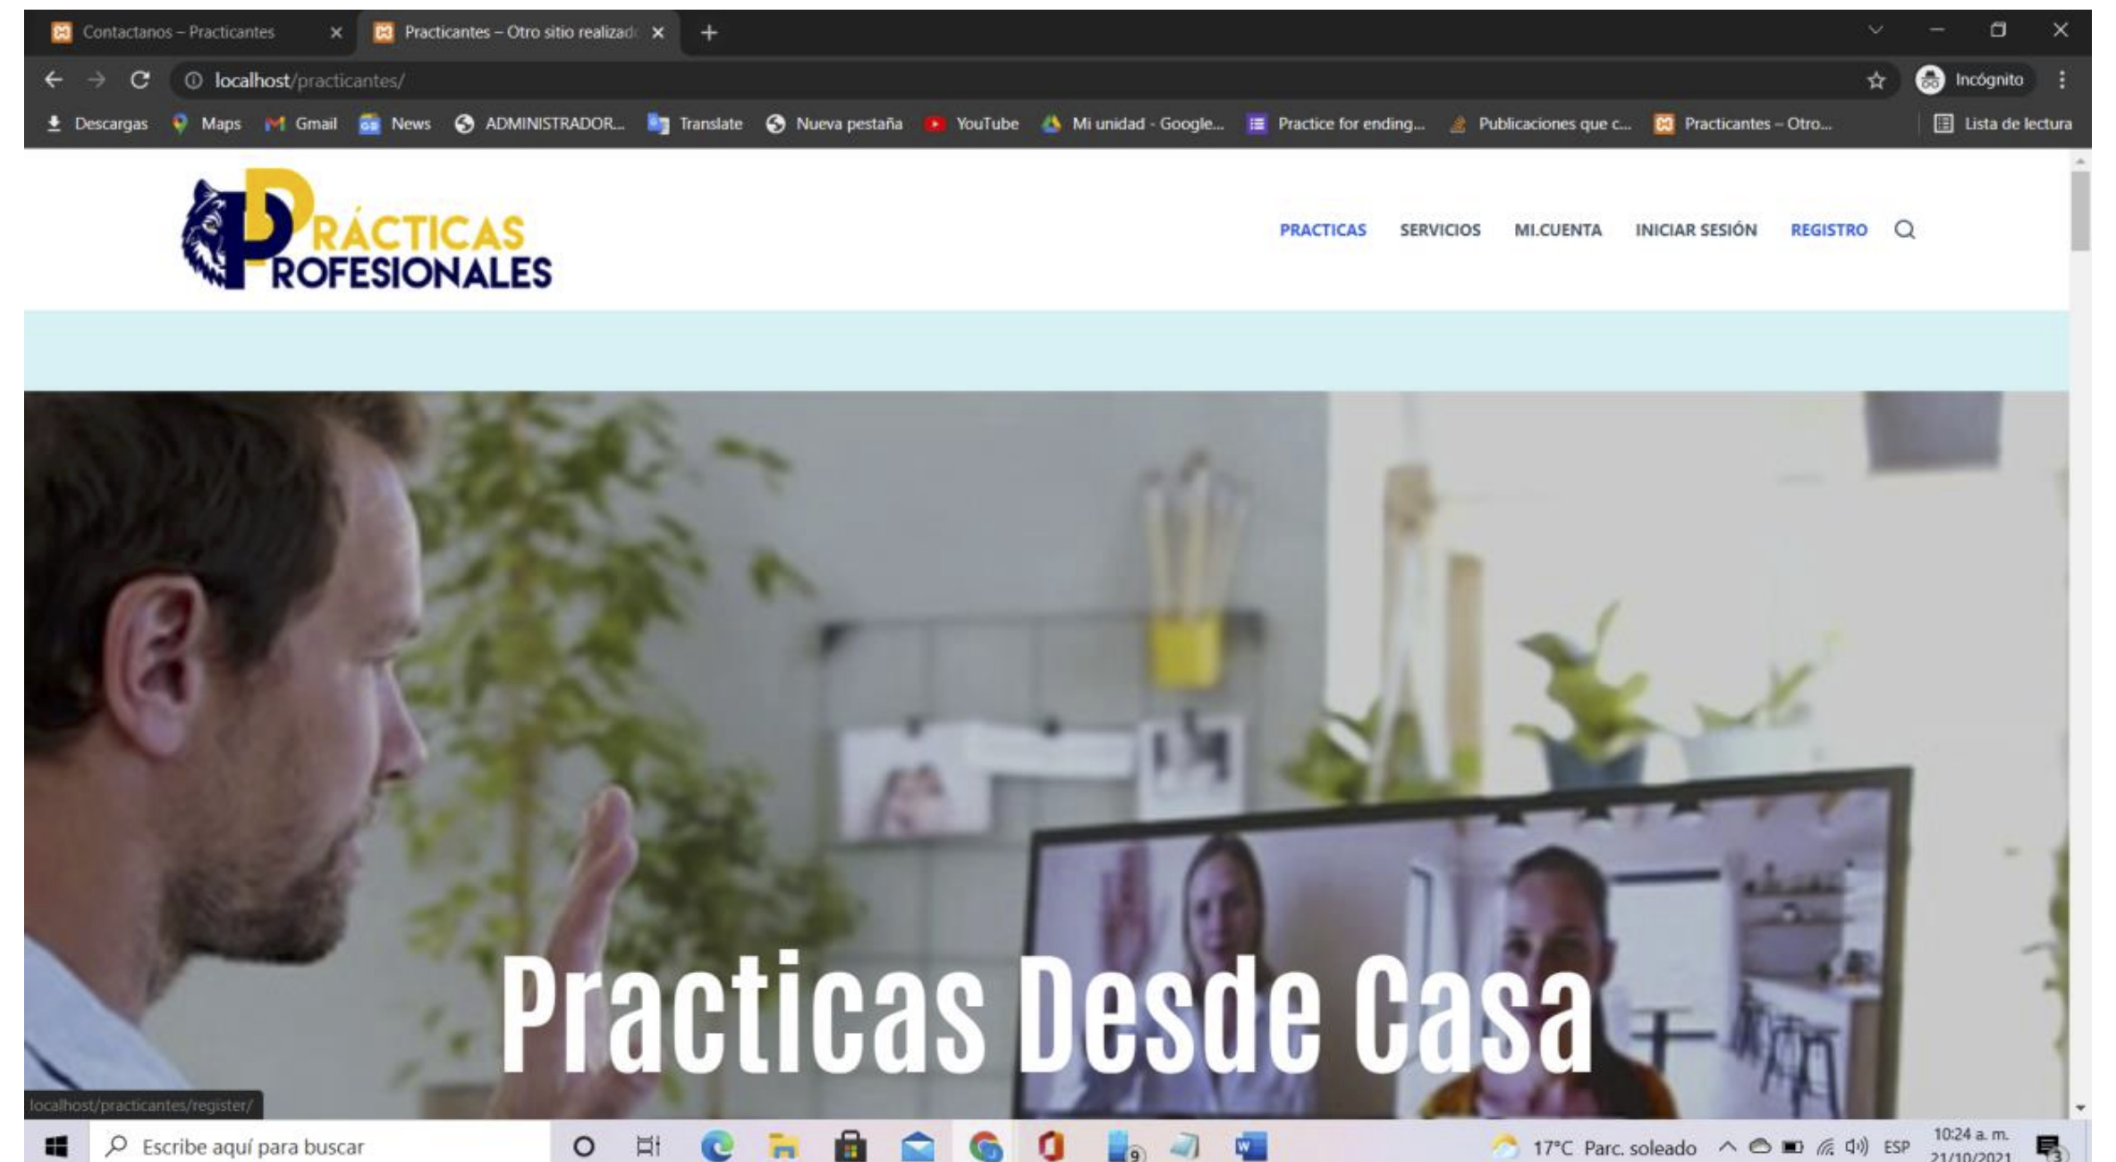 Contactanos – Practicantes
Practicantes – Otro sitio realizad
localhost/practicantes/
Incógnito
Descargas Maps Gmail News ADMINISTRADOR... Translate Nueva pestaña YouTube Mi unidad - Google... Practice for ending... Publicaciones que c... Practicantes – Otro... Lista de lectura
PRÁCTICAS
PROFESIONALES
PRACTICAS SERVICIOS MI.CUENTA INICIAR SESIÓN REGISTRO
Practicas Desde Casa
localhost/practicantes/register/
Escribe aquí para buscar
9
17°C Parc. soleado
ESP
10:24 a. m.
21/10/2021
3